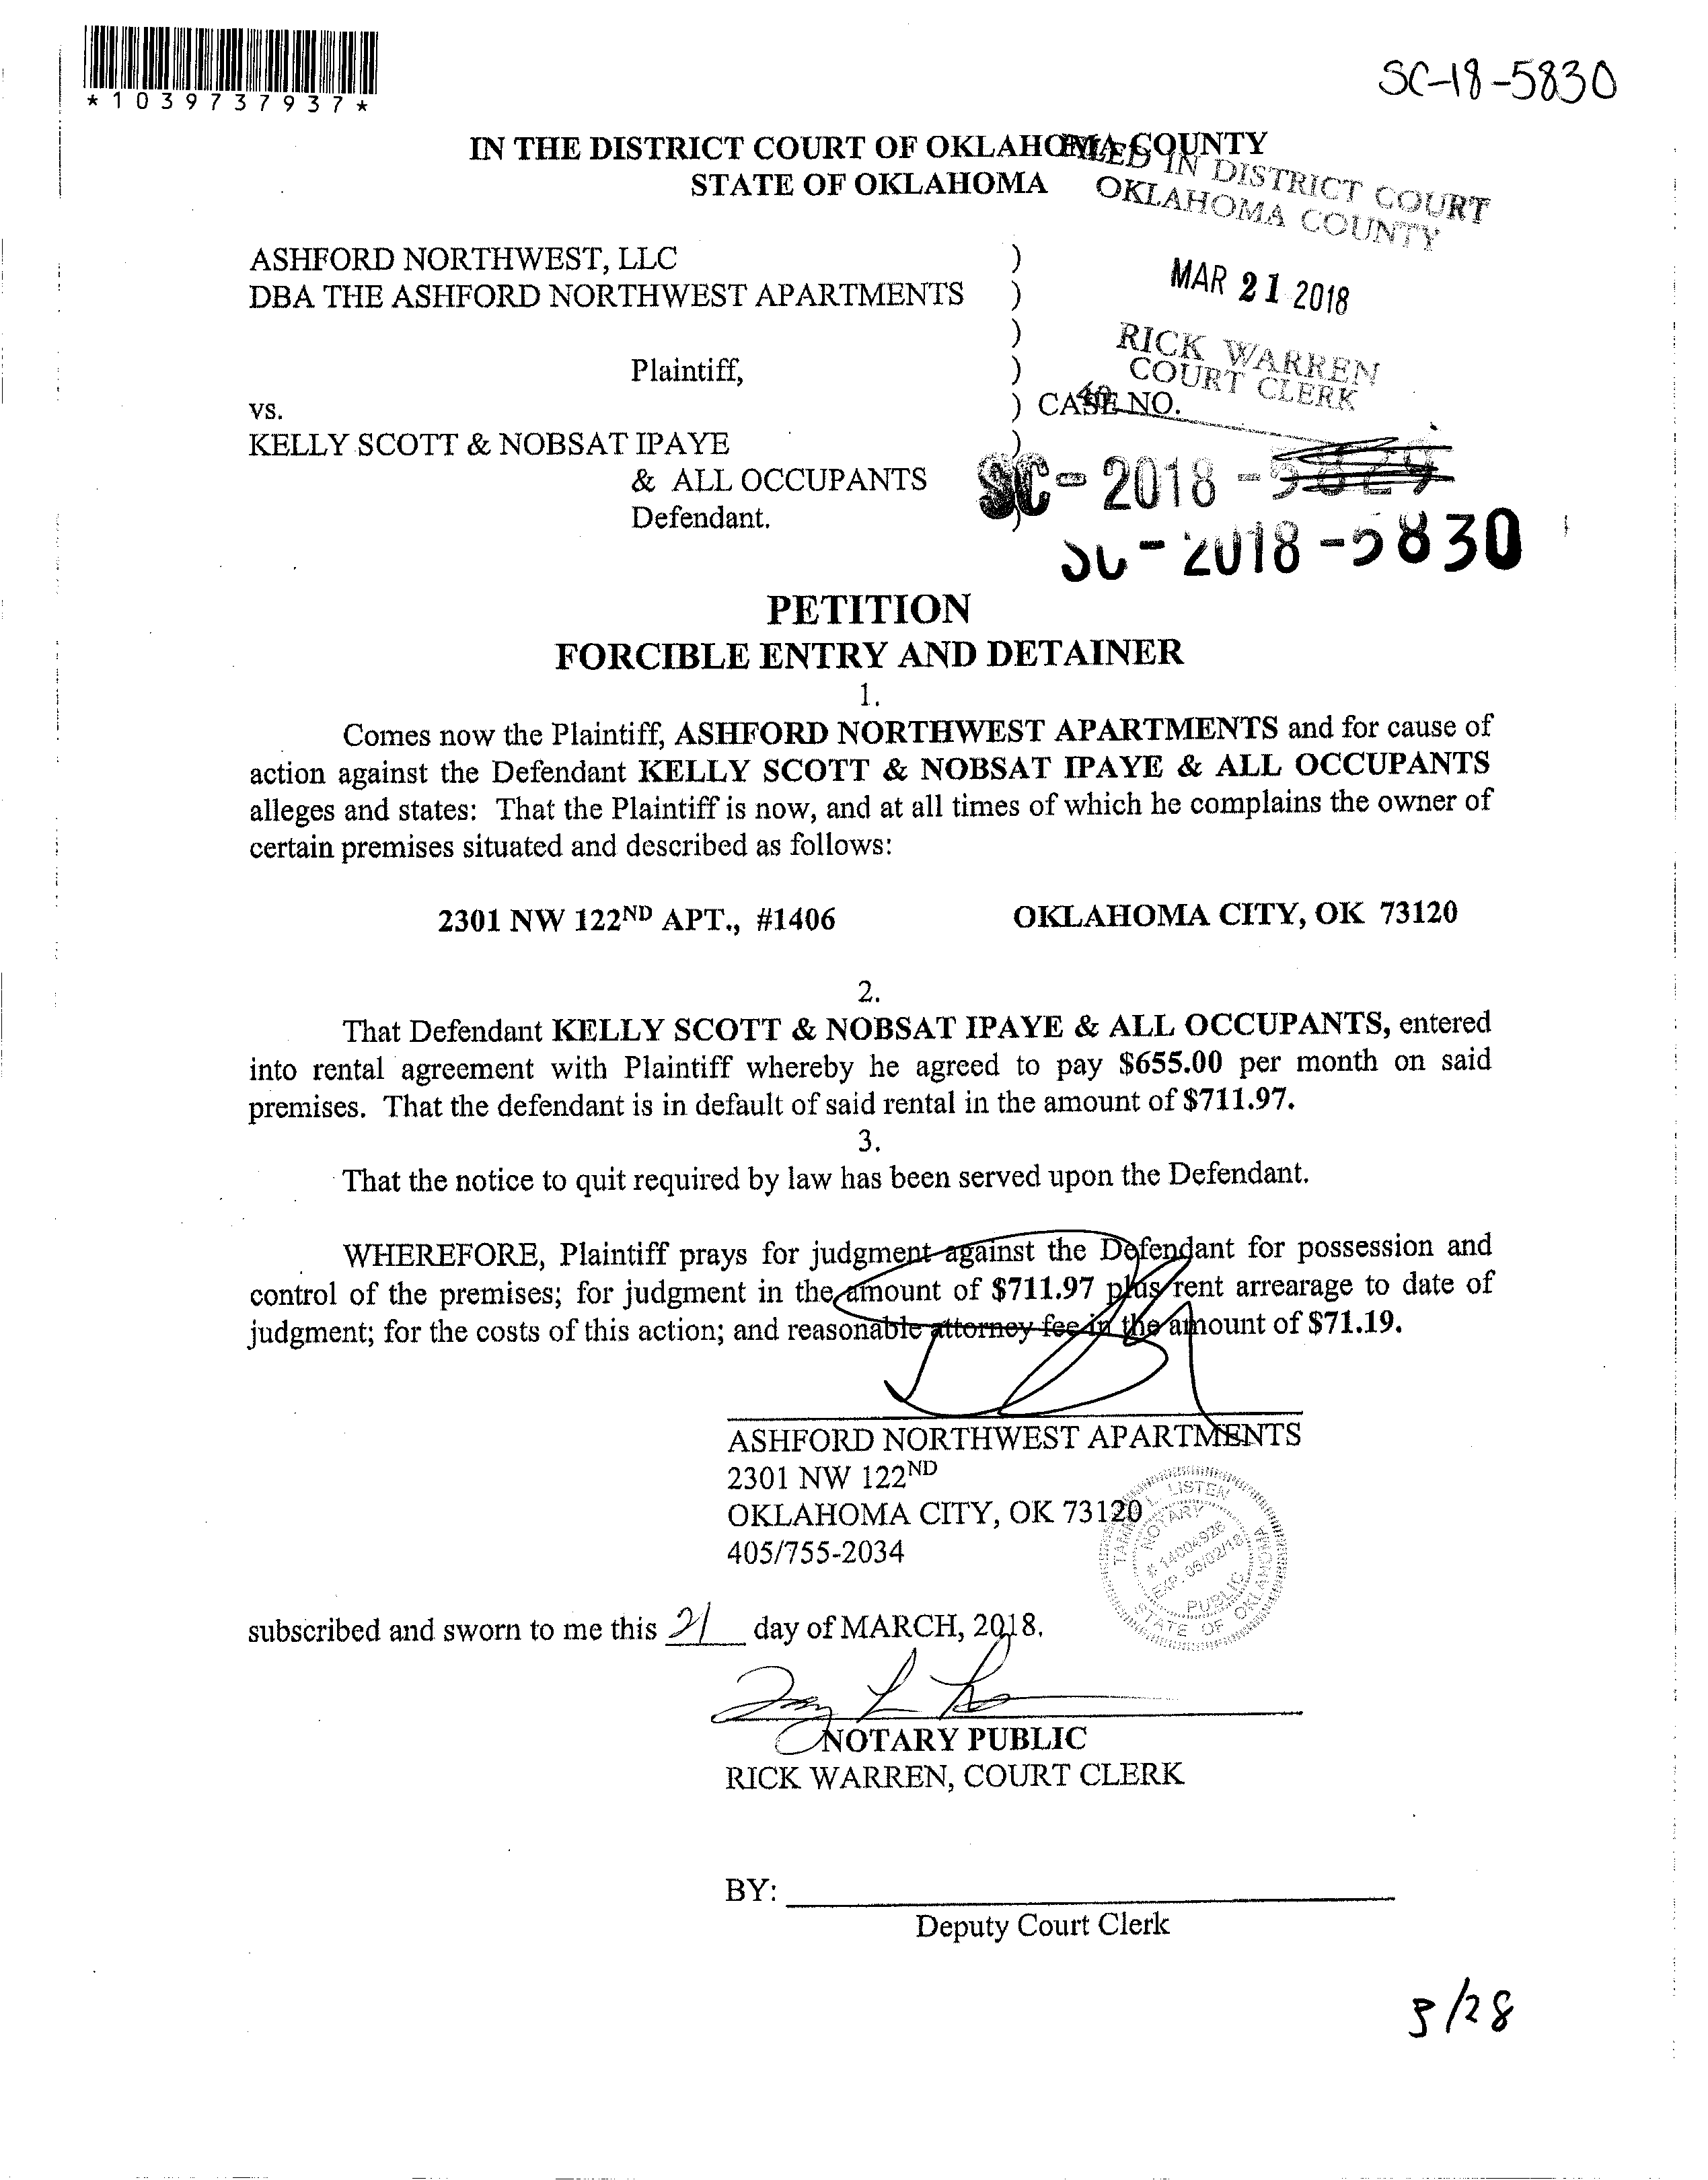 *1039737937*
SC-18-5830
IN THE DISTRICT COURT OF OKLAHOMA COUNTY
STATE OF OKLAHOMA
FILED IN DISTRICT COURT
OKLAHOMA COUNTY
ASHFORD NORTHWEST, LLC )
DBA THE ASHFORD NORTHWEST APARTMENTS )
MAR 21 2018
)
RICK WARREN
COURT CLERK
Plaintiff, )
vs. ) CASE NO.
40
KELLY SCOTT & NOBSAT IPAYE )
& ALL OCCUPANTS
SC-2018-5829
Defendant. )
SC-2018-5830
PETITION
FORCIBLE ENTRY AND DETAINER
1.
Comes now the Plaintiff, ASHFORD NORTHWEST APARTMENTS and for cause of
action against the Defendant KELLY SCOTT & NOBSAT IPAYE & ALL OCCUPANTS
alleges and states: That the Plaintiff is now, and at all times of which he complains the owner of
certain premises situated and described as follows:
2301 NW 122ND APT., #1406 OKLAHOMA CITY, OK 73120
2.
That Defendant KELLY SCOTT & NOBSAT IPAYE & ALL OCCUPANTS, entered
into rental agreement with Plaintiff whereby he agreed to pay $655.00 per month on said
premises. That the defendant is in default of said rental in the amount of $711.97.
3.
That the notice to quit required by law has been served upon the Defendant.
WHEREFORE, Plaintiff prays for judgment against the Defendant for possession and
control of the premises; for judgment in the amount of $711.97 plus rent arrearage to date of
judgment; for the costs of this action; and reasonable attorney fee in the amount of $71.19.
ASHFORD NORTHWEST APARTMENTS
2301 NW 122ND
OKLAHOMA CITY, OK 73120
405/755-2034
TAMMY L. LISTEN
NOTARY
# 14004926
EXP. 06/02/18
PUBLIC
STATE OF OKLAHOMA
subscribed and sworn to me this 21 day of MARCH, 2018.
NOTARY PUBLIC
RICK WARREN, COURT CLERK
BY:
Deputy Court Clerk
3/28